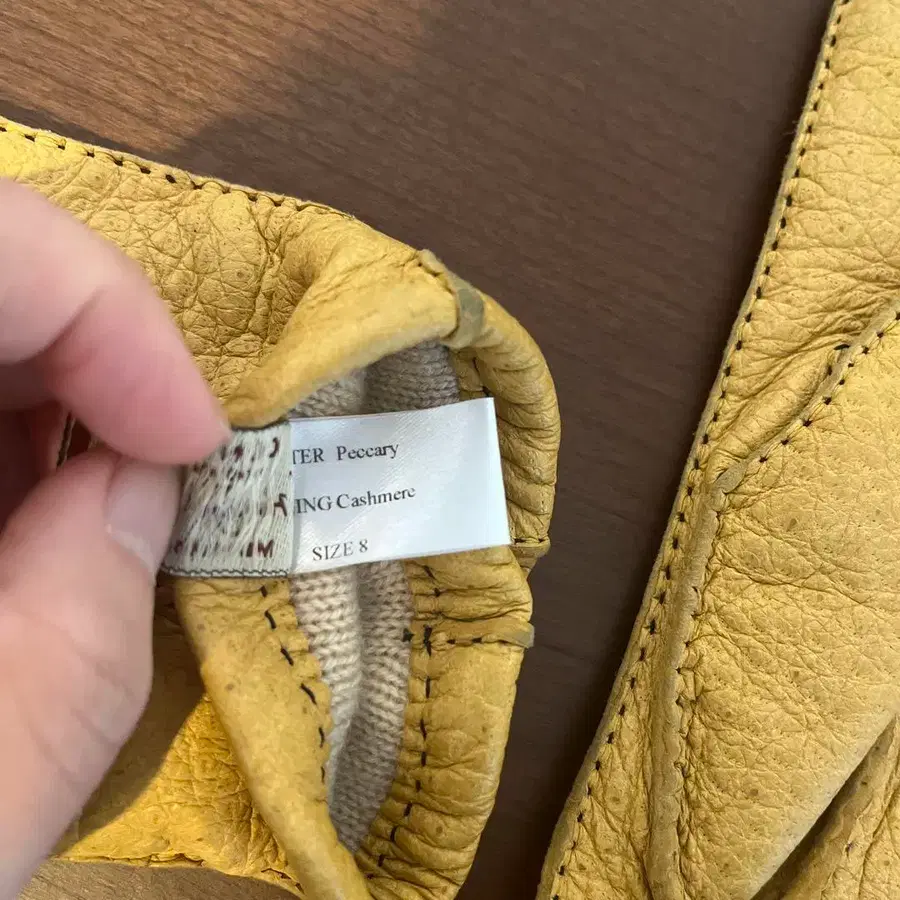 TER Peccary
ING Cashmere
SIZE 8